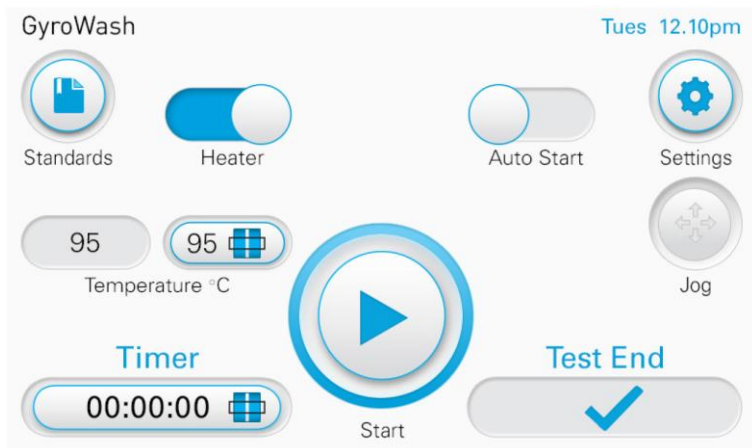 GyroWash
Tues 12.10pm
Standards
Heater
Auto Start
Settings
95
95
Temperature °C
Jog
Timer
Test End
00:00:00
Start